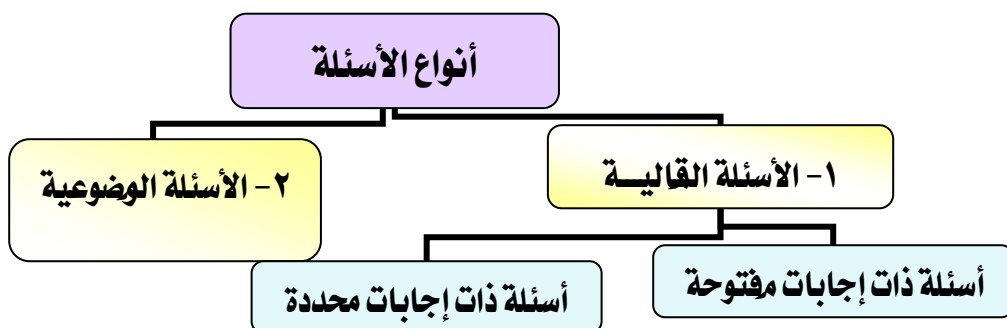 أنواع الأسئلة
١- الأسئلة المقالية
٢- الأسئلة الموضوعية
أسئلة ذات إجابات مفتوحة
أسئلة ذات إجابات محددة